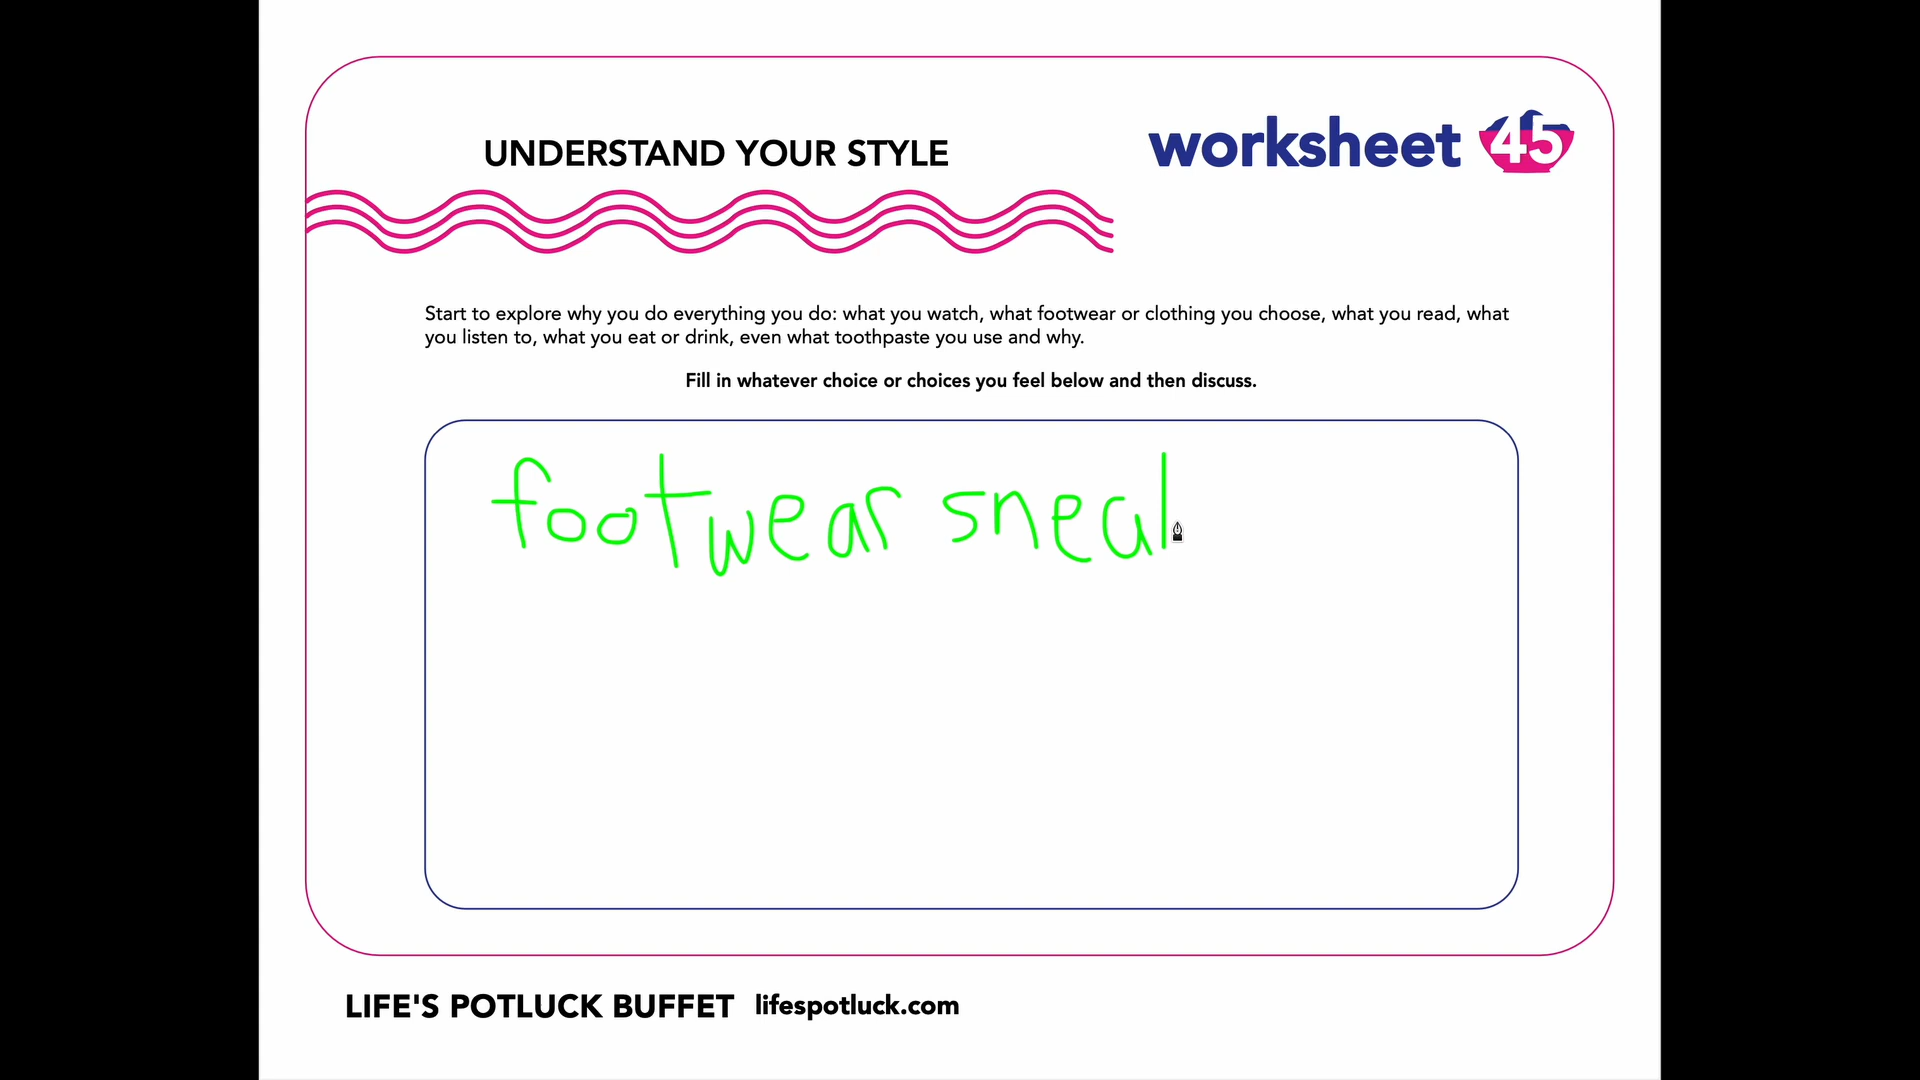 UNDERSTAND YOUR STYLE
worksheet 45
Start to explore why you do everything you do: what you watch, what footwear or clothing you choose, what you read, what
you listen to, what you eat or drink, even what toothpaste you use and why.
Fill in whatever choice or choices you feel below and then discuss.
footwear sneal
LIFE'S POTLUCK BUFFET lifespotluck.com